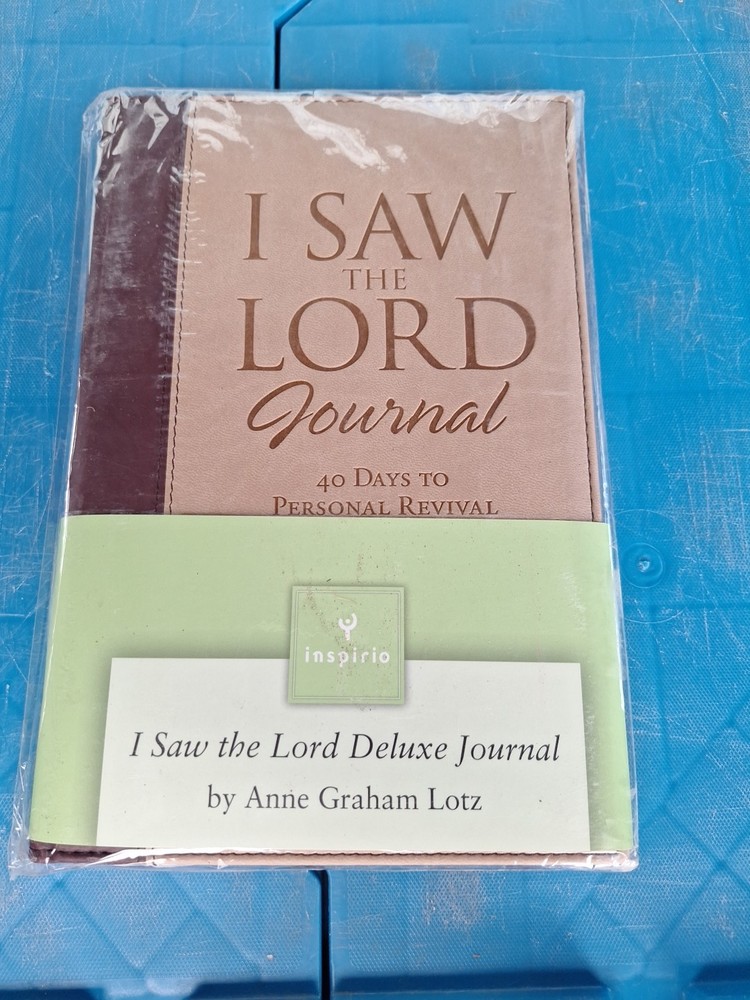 I SAW
THE
LORD
Journal
40 DAYS TO
PERSONAL REVIVAL
inspirio
I Saw the Lord Deluxe Journal
by Anne Graham Lotz